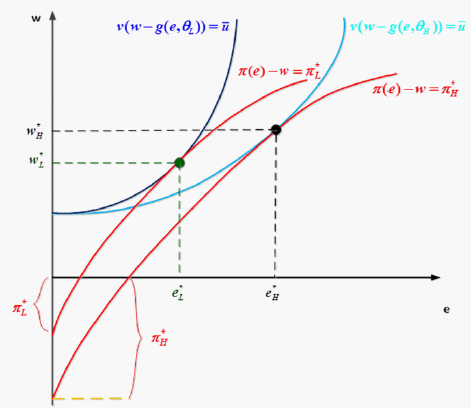 w
v(w-g(e,θ_L))=ū
v(w-g(e,θ_H))=ū
π(e)-w=π_L^*
π(e)-w=π_H^*
w_H^*
w_L^*
e_L^*
e_H^*
e
π_L^*
π_H^*